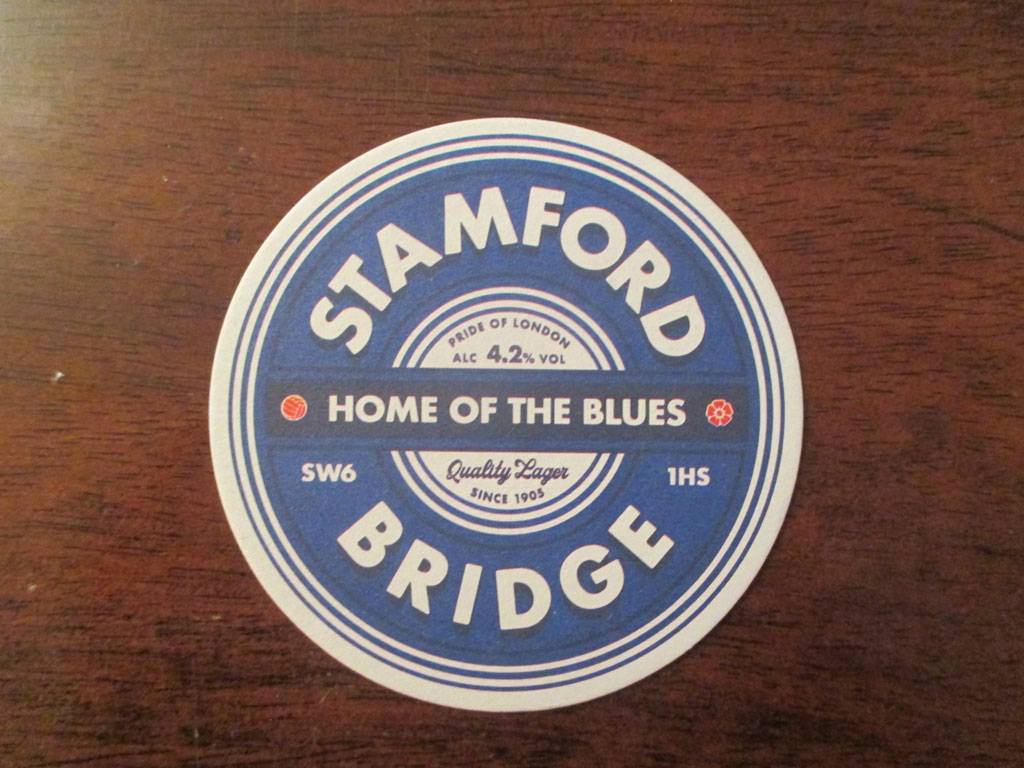 STAMFORD
PRIDE OF LONDON
ALC 4.2% VOL
HOME OF THE BLUES
SW6 1HS
Quality Lager
SINCE 1905
BRIDGE